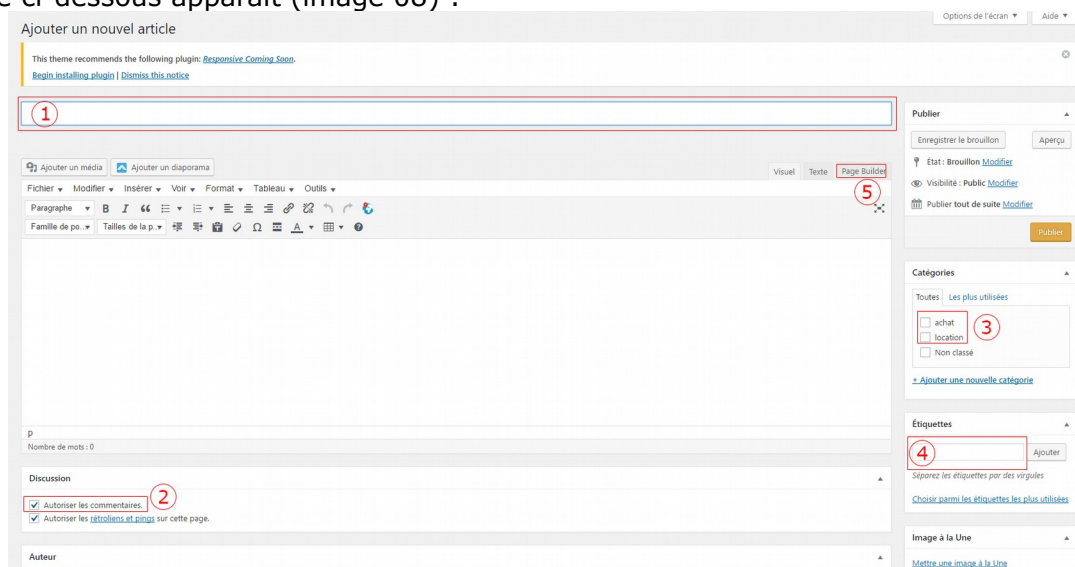 e ci-dessous apparaît (image 08) :
Options de l'écran
Aide
Ajouter un nouvel article
This theme recommends the following plugin: Responsive Coming Soon.
Begin installing plugin | Dismiss this notice
1
Ajouter un média
Ajouter un diaporama
Visuel
Texte
Page Builder
5
Fichier Modifier Insérer Voir Format Tableau Outils
Paragraphe B I
Famille de po... Tailles de la p... Ω A
p
Nombre de mots : 0
Discussion
2
Autoriser les commentaires.
Autoriser les rétroliens et pings sur cette page.
Auteur
Publier
Enregistrer le brouillon
Aperçu
État : Brouillon Modifier
Visibilité : Public Modifier
Publier tout de suite Modifier
Publier
Catégories
Toutes Les plus utilisées
achat
3
location
Non classé
+ Ajouter une nouvelle catégorie
Étiquettes
4
Ajouter
Séparez les étiquettes par des virgules
Choisir parmi les étiquettes les plus utilisées
Image à la Une
Mettre une image à la Une